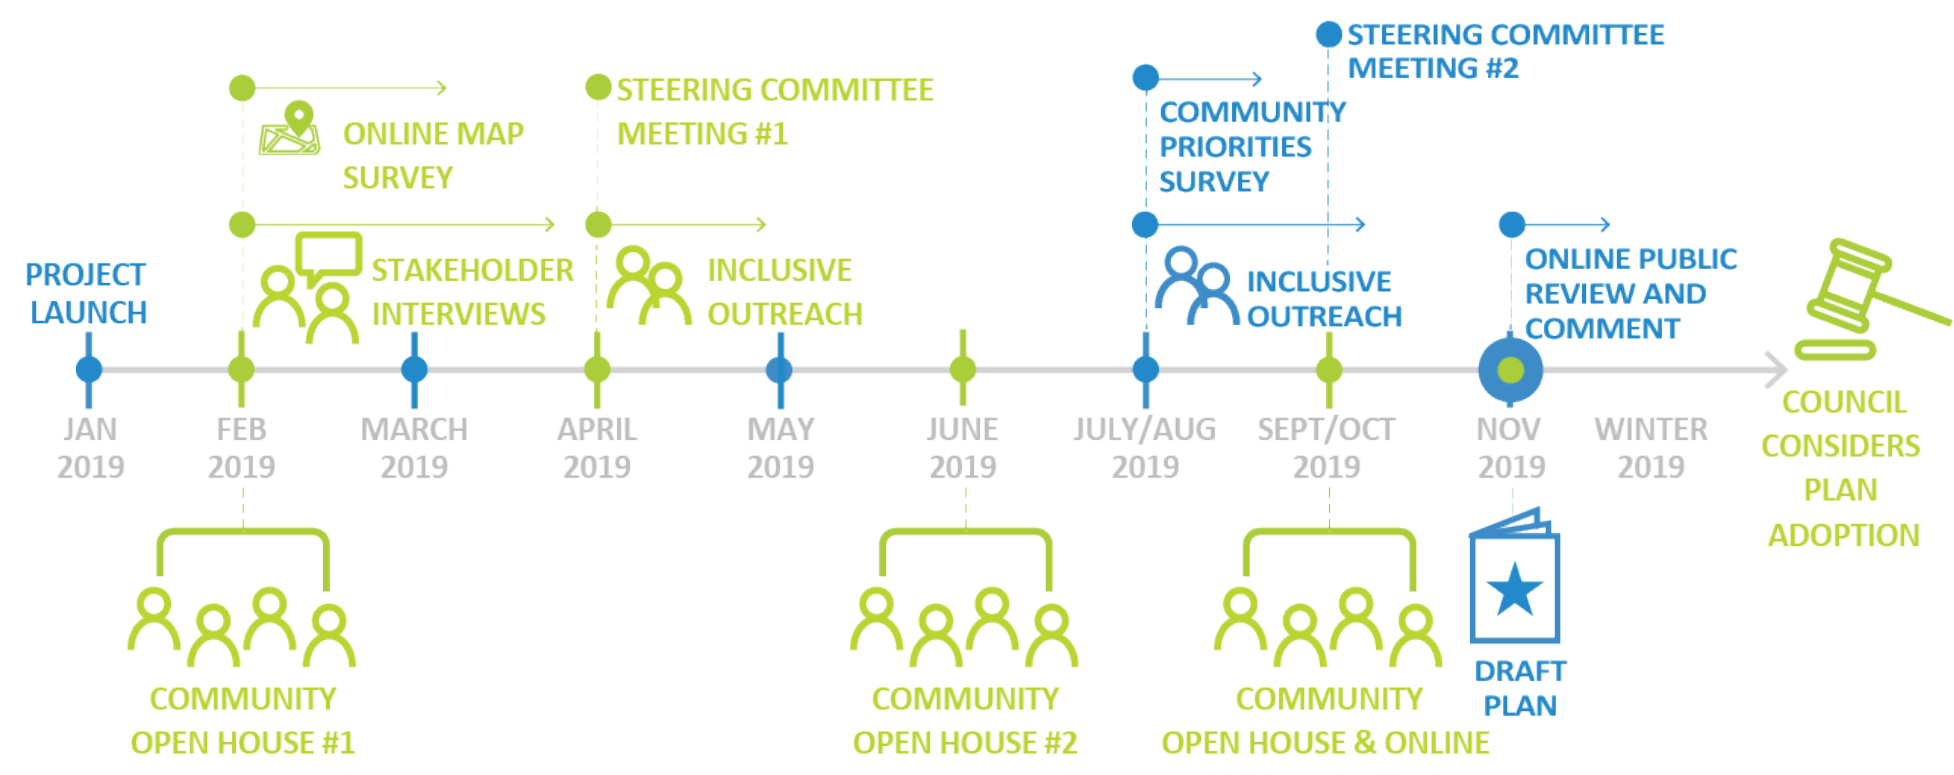 STEERING COMMITTEE
MEETING #2
STEERING COMMITTEE
MEETING #1
COMMUNITY
PRIORITIES
SURVEY
ONLINE MAP
SURVEY
PROJECT
LAUNCH
STAKEHOLDER
INTERVIEWS
INCLUSIVE
OUTREACH
INCLUSIVE
OUTREACH
ONLINE PUBLIC
REVIEW AND
COMMENT
JAN
2019
FEB
2019
MARCH
2019
APRIL
2019
MAY
2019
JUNE
2019
JULY/AUG
2019
SEPT/OCT
2019
NOV
2019
WINTER
2019
COUNCIL
CONSIDERS
PLAN
ADOPTION
COMMUNITY
OPEN HOUSE #1
COMMUNITY
OPEN HOUSE #2
COMMUNITY
OPEN HOUSE & ONLINE
DRAFT
PLAN